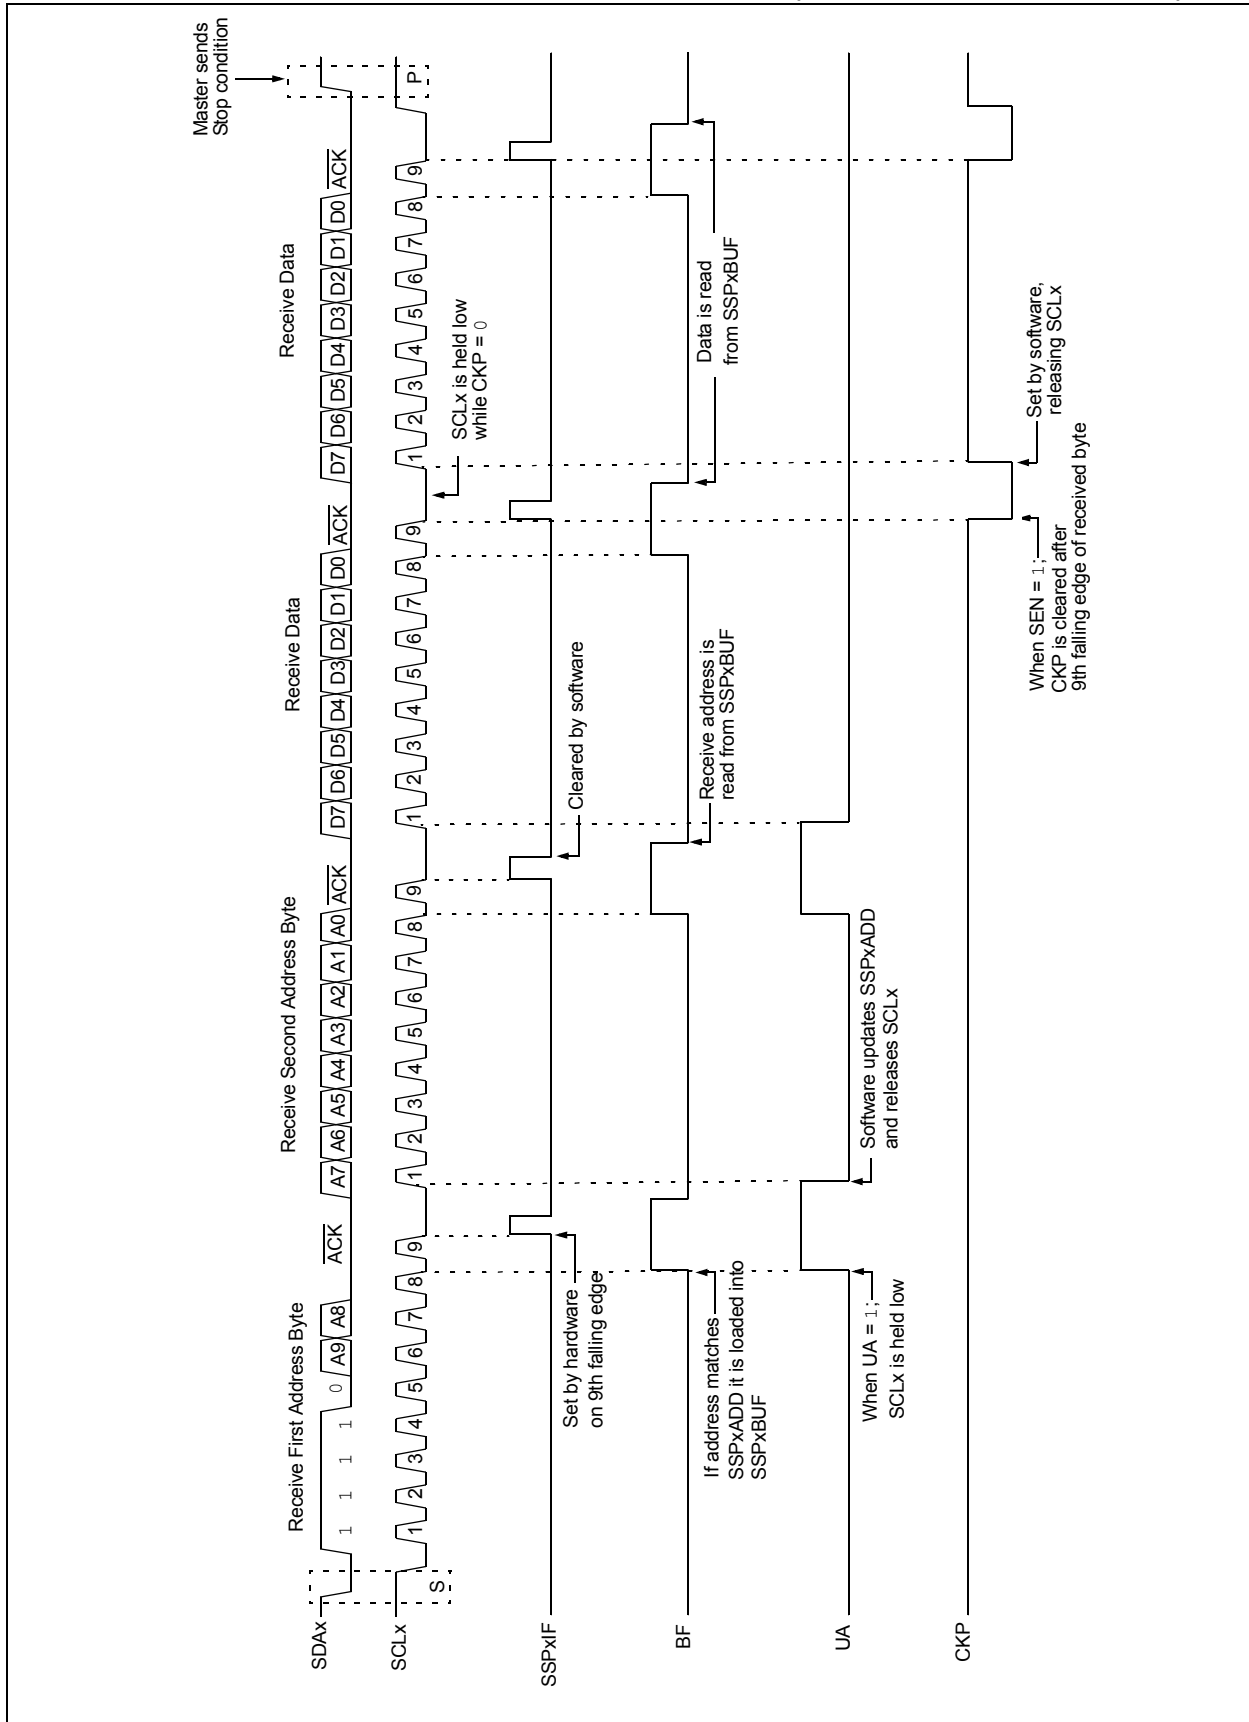 Master sends
Stop condition
Receive First Address Byte
Receive Second Address Byte
Receive Data
Receive Data
SDAx
1 1 1 1 0 A9 A8 ACK
A7 A6 A5 A4 A3 A2 A1 A0 ACK
D7 D6 D5 D4 D3 D2 D1 D0 ACK
D7 D6 D5 D4 D3 D2 D1 D0 ACK
SCLx
S
1 2 3 4 5 6 7 8 9
1 2 3 4 5 6 7 8 9
1 2 3 4 5 6 7 8 9
1 2 3 4 5 6 7 8 9
P
SCLx is held low
while CKP = 0
SSPxIF
Set by hardware
on 9th falling edge
Cleared by software
BF
If address matches
SSPxADD it is loaded into
SSPxBUF
Receive address is
read from SSPxBUF
Data is read
from SSPxBUF
UA
When UA = 1;
SCLx is held low
Software updates SSPxADD
and releases SCLx
CKP
When SEN = 1;
CKP is cleared after
9th falling edge of received byte
Set by software,
releasing SCLx